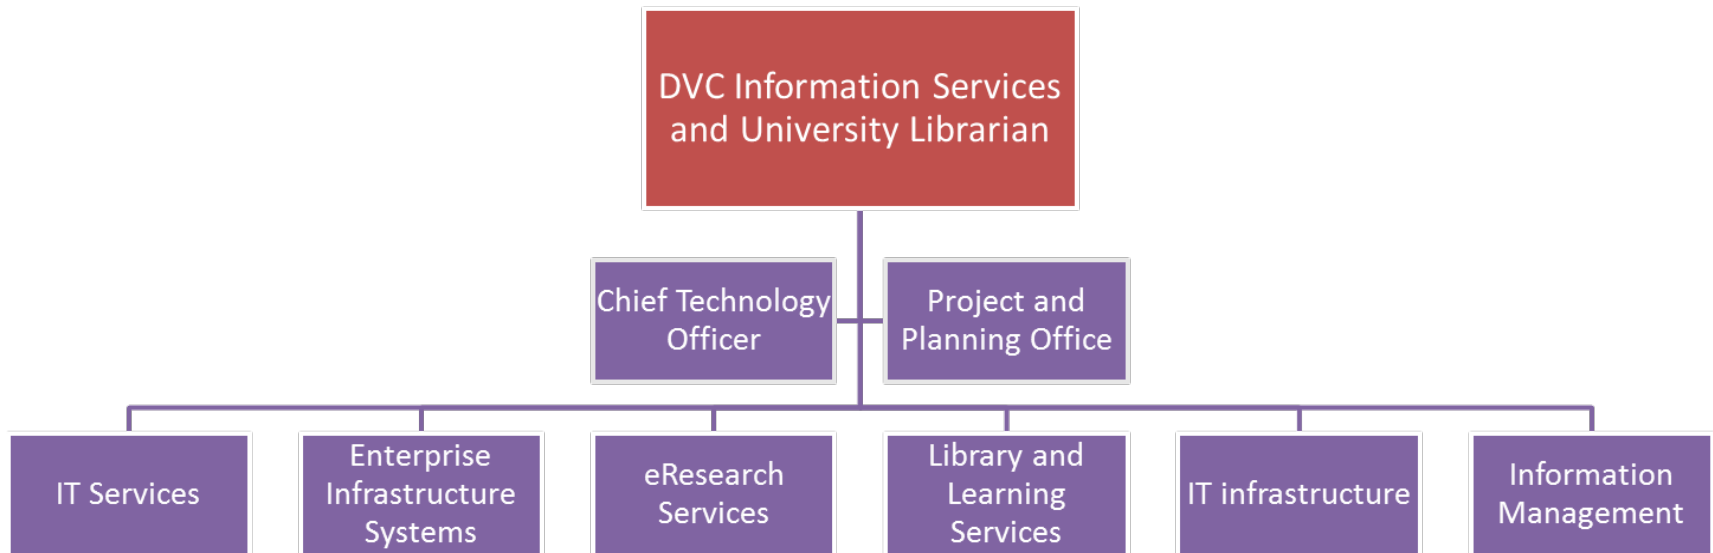 DVC Information Services
and University Librarian
Chief Technology
Officer
Project and
Planning Office
IT Services
Enterprise
Infrastructure
Systems
eResearch
Services
Library and
Learning
Services
IT infrastructure
Information
Management